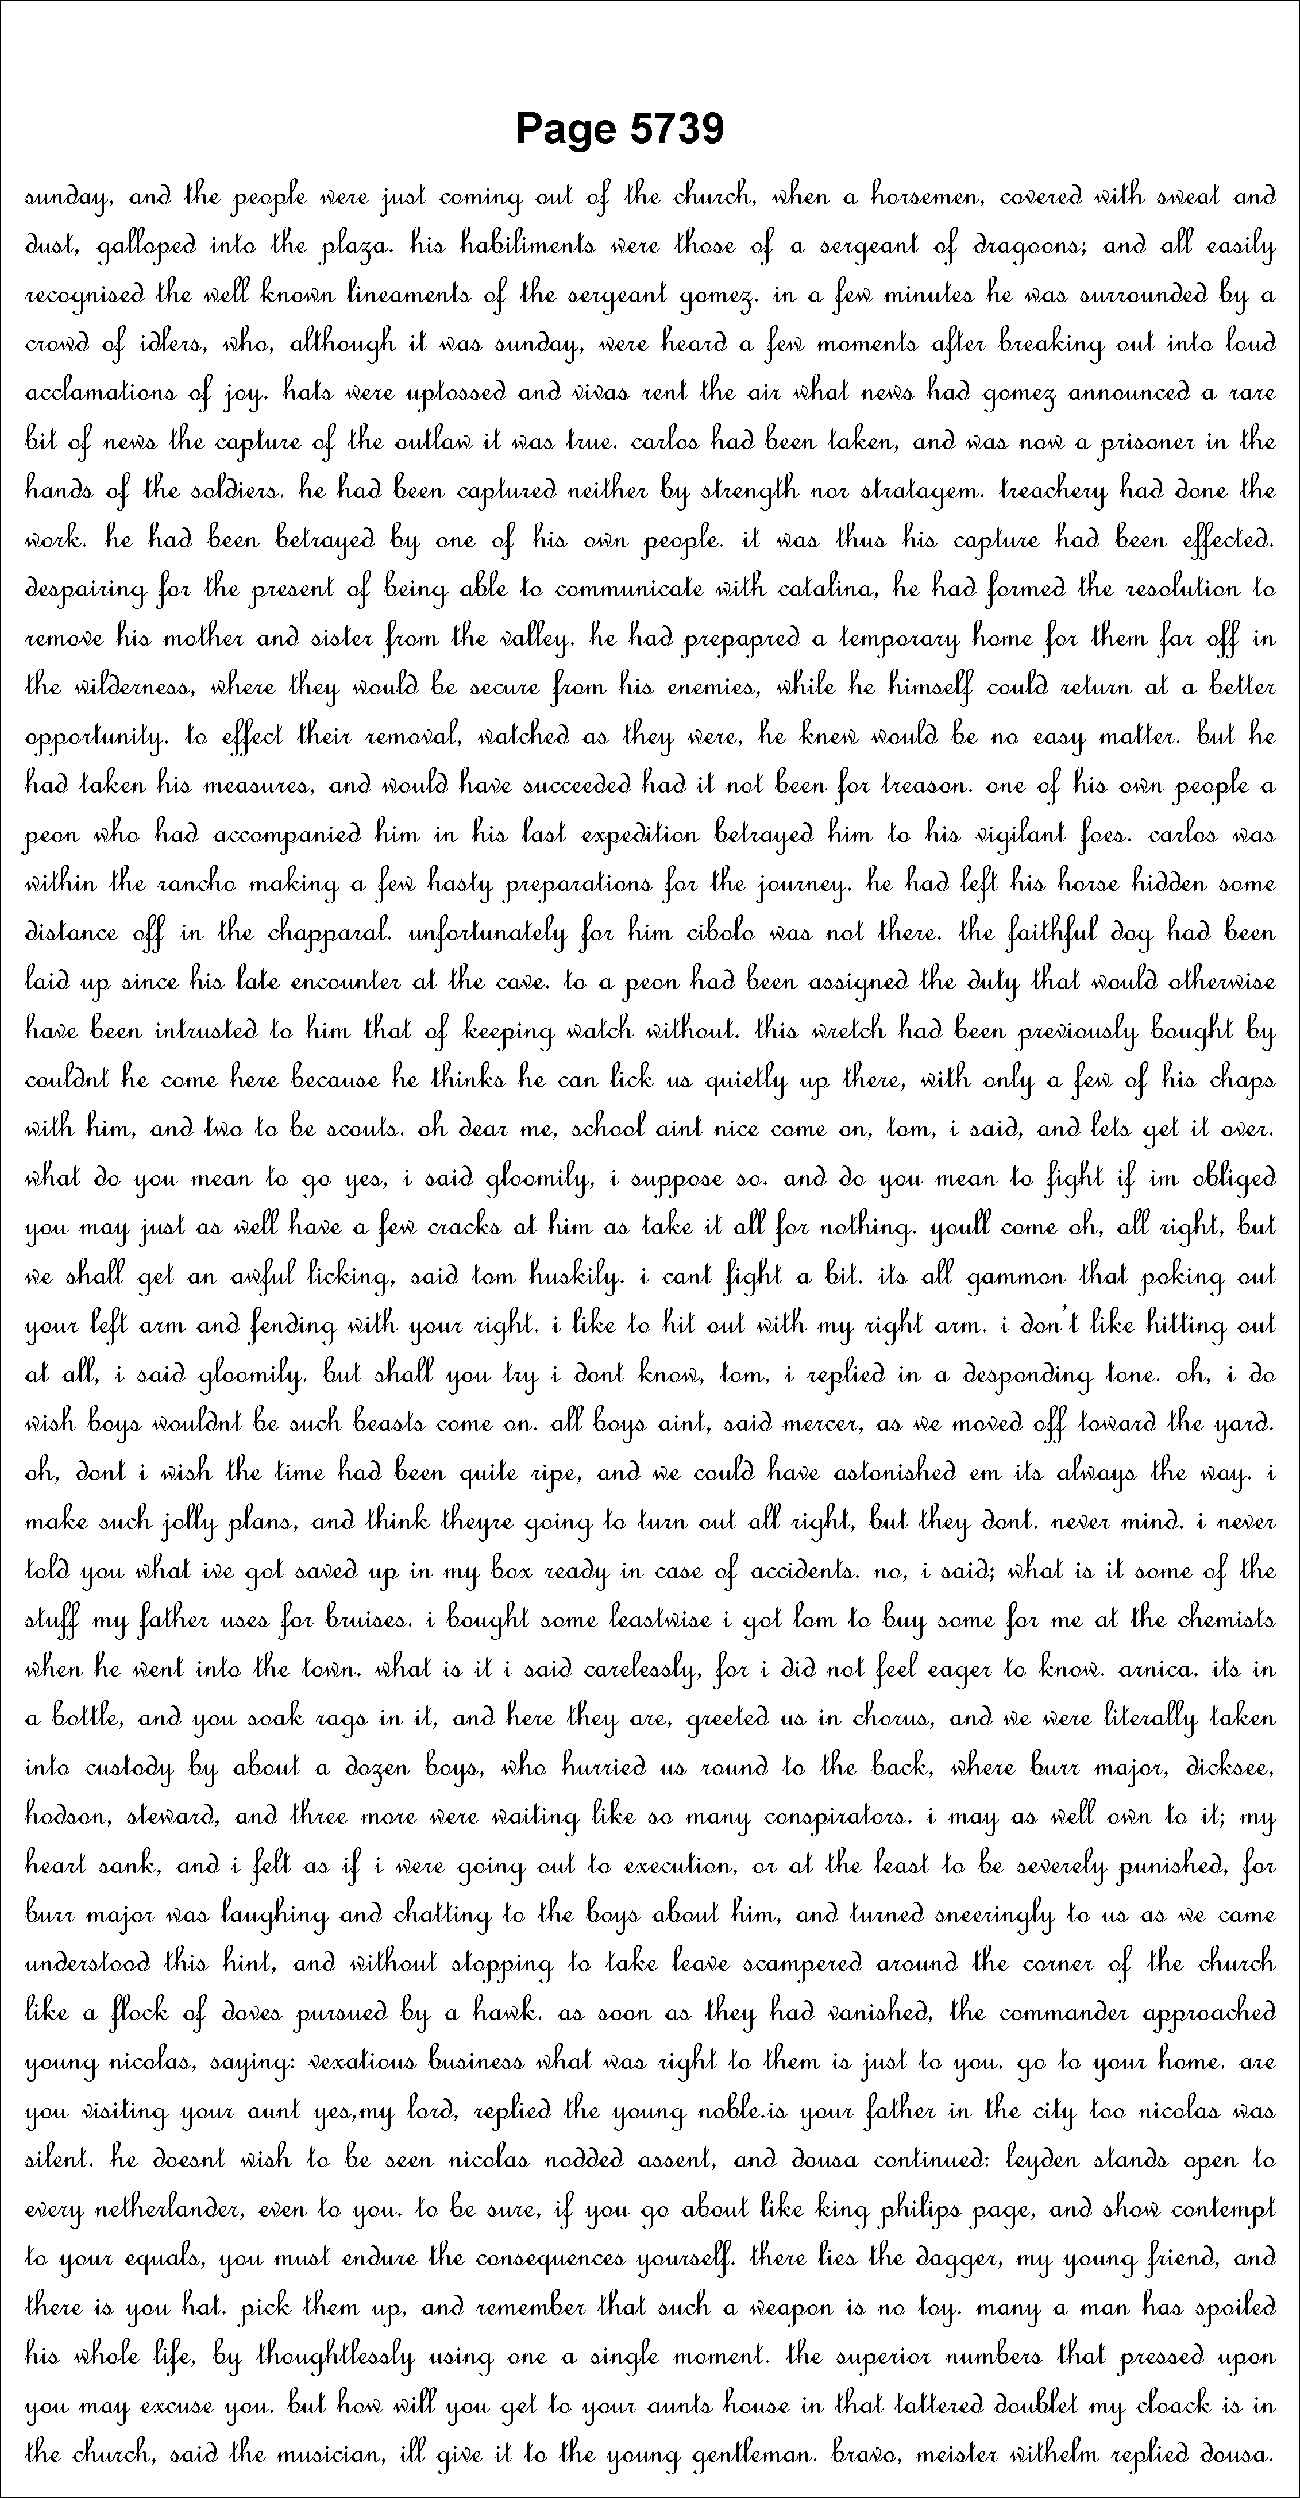 Page 5739
sunday, and the people were just coming out of the church, when a horsemen, covered with sweat and
dust, galloped into the plaza. his habiliments were those of a sergeant of dragoons; and all easily
recognised the well known lineaments of the sergeant gomez. in a few minutes he was surrounded by a
crowd of idlers, who, although it was sunday, were heard a few moments after breaking out into loud
acclamations of joy. hats were uptossed and vivas rent the air what news had gomez announced a rare
bit of news the capture of the outlaw it was true. carlos had been taken, and was now a prisoner in the
hands of the soldiers. he had been captured neither by strength nor stratagem. treachery had done the
work. he had been betrayed by one of his own people. it was thus his capture had been effected.
despairing for the present of being able to communicate with catalina, he had formed the resolution to
remove his mother and sister from the valley. he had prepapred a temporary home for them far off in
the wilderness, where they would be secure from his enemies, while he himself could return at a better
opportunity. to effect their removal, watched as they were, he knew would be no easy matter. but he
had taken his measures, and would have succeeded had it not been for treason. one of his own people a
peon who had accompanied him in his last expedition betrayed him to his vigilant foes. carlos was
within the rancho making a few hasty preparations for the journey. he had left his horse hidden some
distance off in the chapparal. unfortunately for him cibolo was not there. the faithful dog had been
laid up since his late encounter at the cave. to a peon had been assigned the duty that would otherwise
have been intrusted to him that of keeping watch without. this wretch had been previously bought by
couldnt he come here because he thinks he can lick us quietly up there, with only a few of his chaps
with him, and two to be scouts. oh dear me, school aint nice come on, tom, i said, and lets get it over.
what do you mean to go yes, i said gloomily, i suppose so. and do you mean to fight if im obliged
you may just as well have a few cracks at him as take it all for nothing. youll come oh, all right, but
we shall get an awful licking, said tom huskily. i cant fight a bit. its all gammon that poking out
your left arm and fending with your right. i like to hit out with my right arm. i don't like hitting out
at all, i said gloomily. but shall you try i dont know, tom, i replied in a desponding tone. oh, i do
wish boys wouldnt be such beasts come on. all boys aint, said mercer, as we moved off toward the yard.
oh, dont i wish the time had been quite ripe, and we could have astonished em its always the way. i
make such jolly plans, and think theyre going to turn out all right, but they dont. never mind. i never
told you what ive got saved up in my box ready in case of accidents. no, i said; what is it some of the
stuff my father uses for bruises. i bought some leastwise i got lom to buy some for me at the chemists
when he went into the town. what is it i said carelessly, for i did not feel eager to know. arnica. its in
a bottle, and you soak rags in it, and here they are, greeted us in chorus, and we were literally taken
into custody by about a dozen boys, who hurried us round to the back, where burr major, dicksee,
hodson, steward, and three more were waiting like so many conspirators. i may as well own to it; my
heart sank, and i felt as if i were going out to execution, or at the least to be severely punished, for
burr major was laughing and chatting to the boys about him, and turned sneeringly to us as we came
understood this hint, and without stopping to take leave scampered around the corner of the church
like a flock of doves pursued by a hawk. as soon as they had vanished, the commander approached
young nicolas, saying: vexatious business what was right to them is just to you. go to your home. are
you visiting your aunt yes,my lord, replied the young noble.is your father in the city too nicolas was
silent. he doesnt wish to be seen nicolas nodded assent, and dousa continued: leyden stands open to
every netherlander, even to you. to be sure, if you go about like king philips page, and show contempt
to your equals, you must endure the consequences yourself. there lies the dagger, my young friend, and
there is you hat. pick them up, and remember that such a weapon is no toy. many a man has spoiled
his whole life, by thoughtlessly using one a single moment. the superior numbers that pressed upon
you may excuse you. but how will you get to your aunts house in that tattered doublet my cloack is in
the church, said the musician, ill give it to the young gentleman. bravo, meister withelm replied dousa.